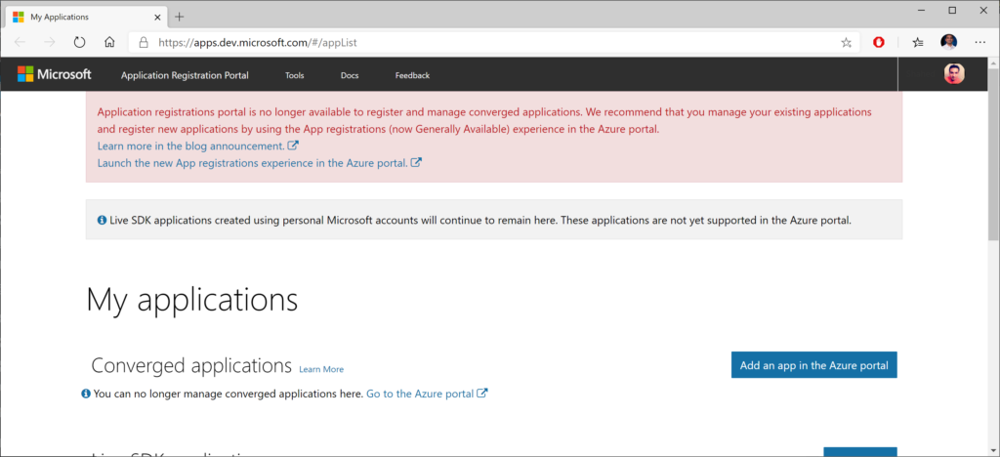 My Applications
https://apps.dev.microsoft.com/#/appList
Microsoft
Application Registration Portal
Tools
Docs
Feedback
Application registrations portal is no longer available to register and manage converged applications. We recommend that you manage your existing applications
and register new applications by using the App registrations (now Generally Available) experience in the Azure portal.
Learn more in the blog announcement.
Launch the new App registrations experience in the Azure portal.
Live SDK applications created using personal Microsoft accounts will continue to remain here. These applications are not yet supported in the Azure portal.
My applications
Converged applications Learn More
Add an app in the Azure portal
You can no longer manage converged applications here. Go to the Azure portal
Live SDK applications